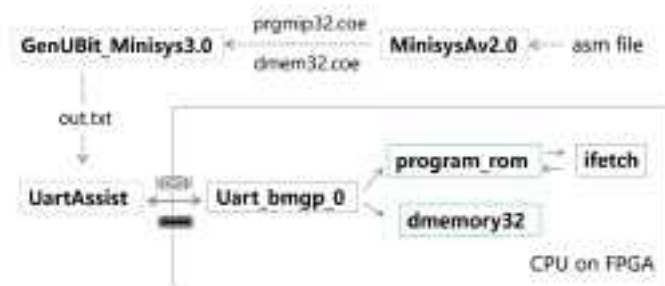 prgmip32.coe
GenUBit_Minisys3.0
MinisysAv2.0
asm file
dmem32.coe
out.txt
program_rom
ifetch
UartAssist
Uart_bmgp_0
dmemory32
CPU on FPGA